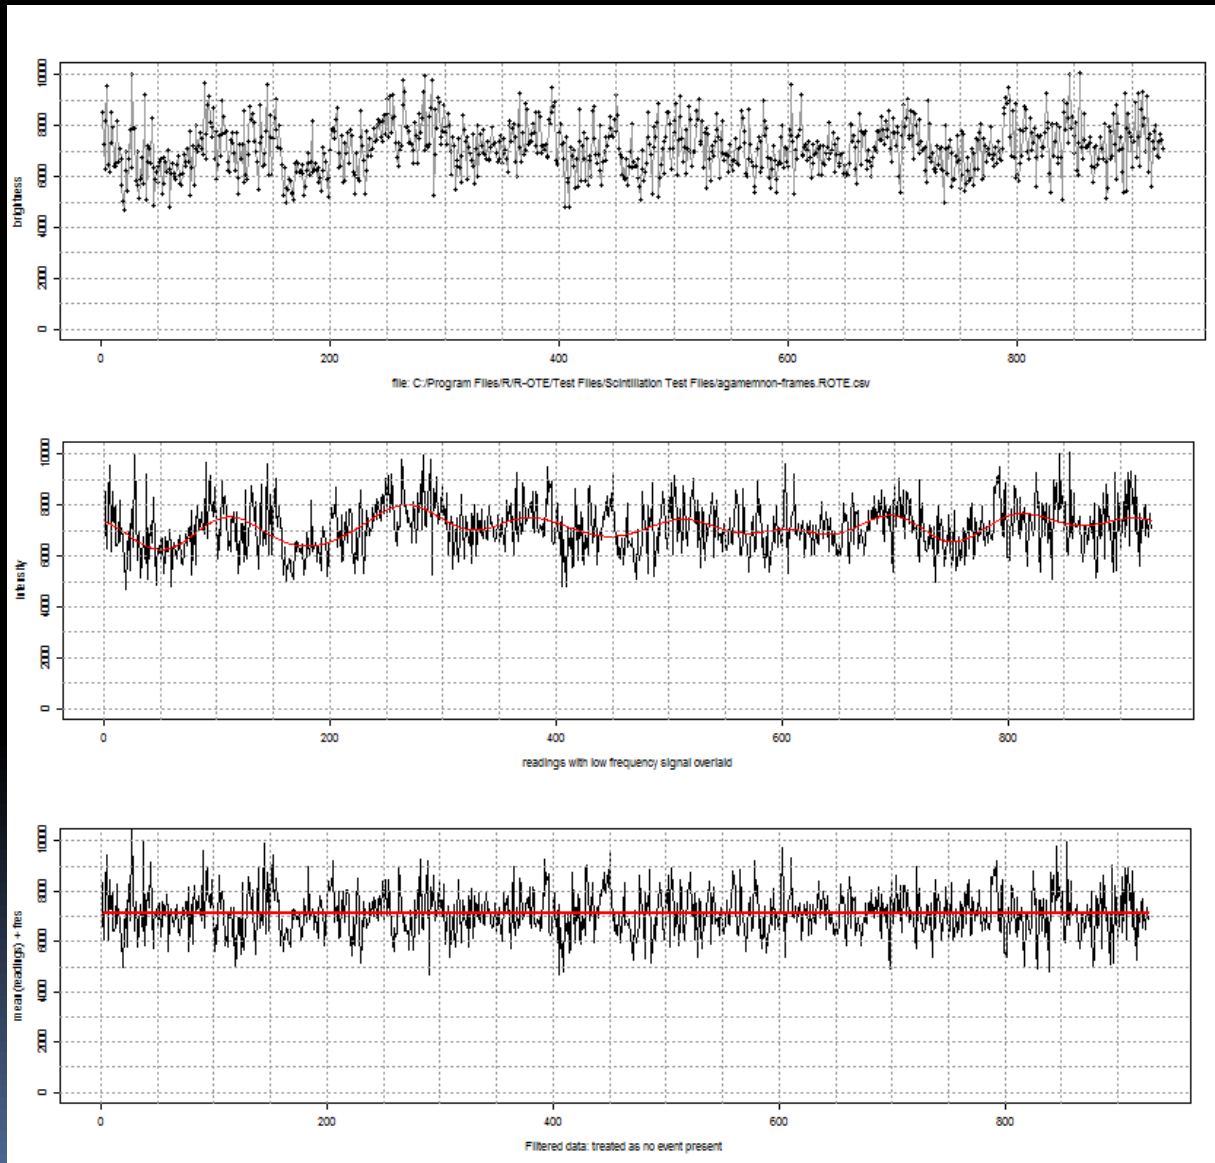 brightness
10000
8000
6000
4000
2000
0
0 200 400 600 800
file: C:/Program Files/R/R-OTE/Test Files/Scintillation Test Files/agamemnon-frames.ROTE.csv
intensity
10000
8000
6000
4000
2000
0
0 200 400 600 800
readings with low frequency signal overlaid
mean(readings) + fnes
10000
8000
6000
4000
2000
0
0 200 400 600 800
Filtered data: treated as no event present